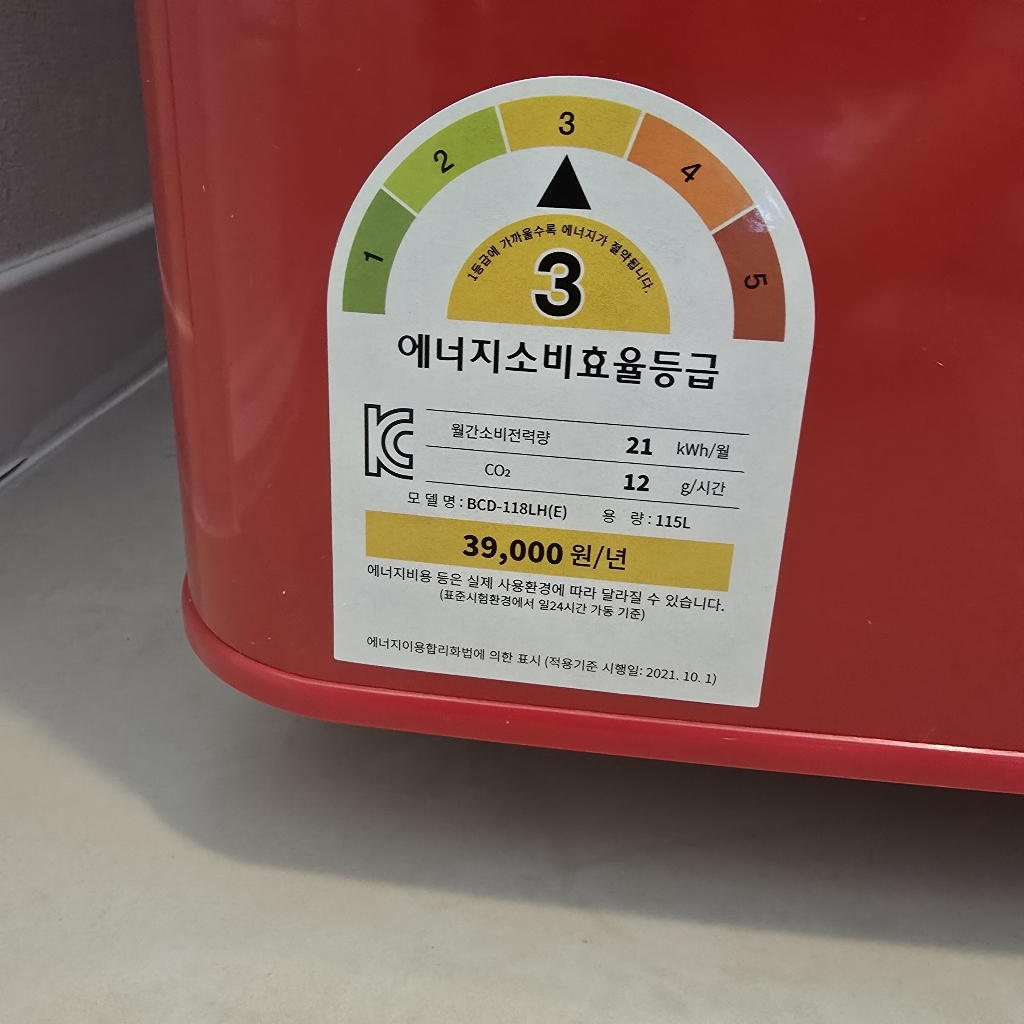 1 2 3 4 5
1등급에 가까울수록 에너지가 절약됩니다.
3
에너지소비효율등급
KC
월간소비전력량 21 kWh/월
CO₂ 12 g/시간
모 델 명 : BCD-118LH(E) 용 량 : 115L
39,000 원/년
에너지비용 등은 실제 사용환경에 따라 달라질 수 있습니다.
(표준시험환경에서 일24시간 가동 기준)
에너지이용합리화법에 의한 표시 (적용기준 시행일: 2021. 10. 1)